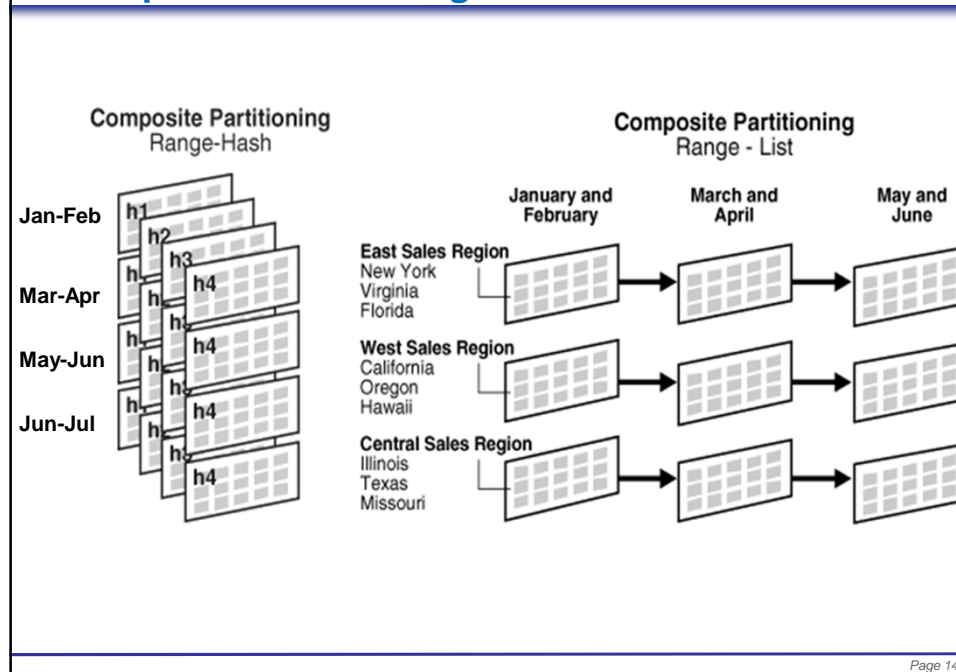 Composite Partitioning
Range-Hash
Jan-Feb
Mar-Apr
May-Jun
Jun-Jul
h1
h2
h3
h4
h4
h4
h4
Composite Partitioning
Range - List
January and
February
March and
April
May and
June
East Sales Region
New York
Virginia
Florida
West Sales Region
California
Oregon
Hawaii
Central Sales Region
Illinois
Texas
Missouri
Page 14